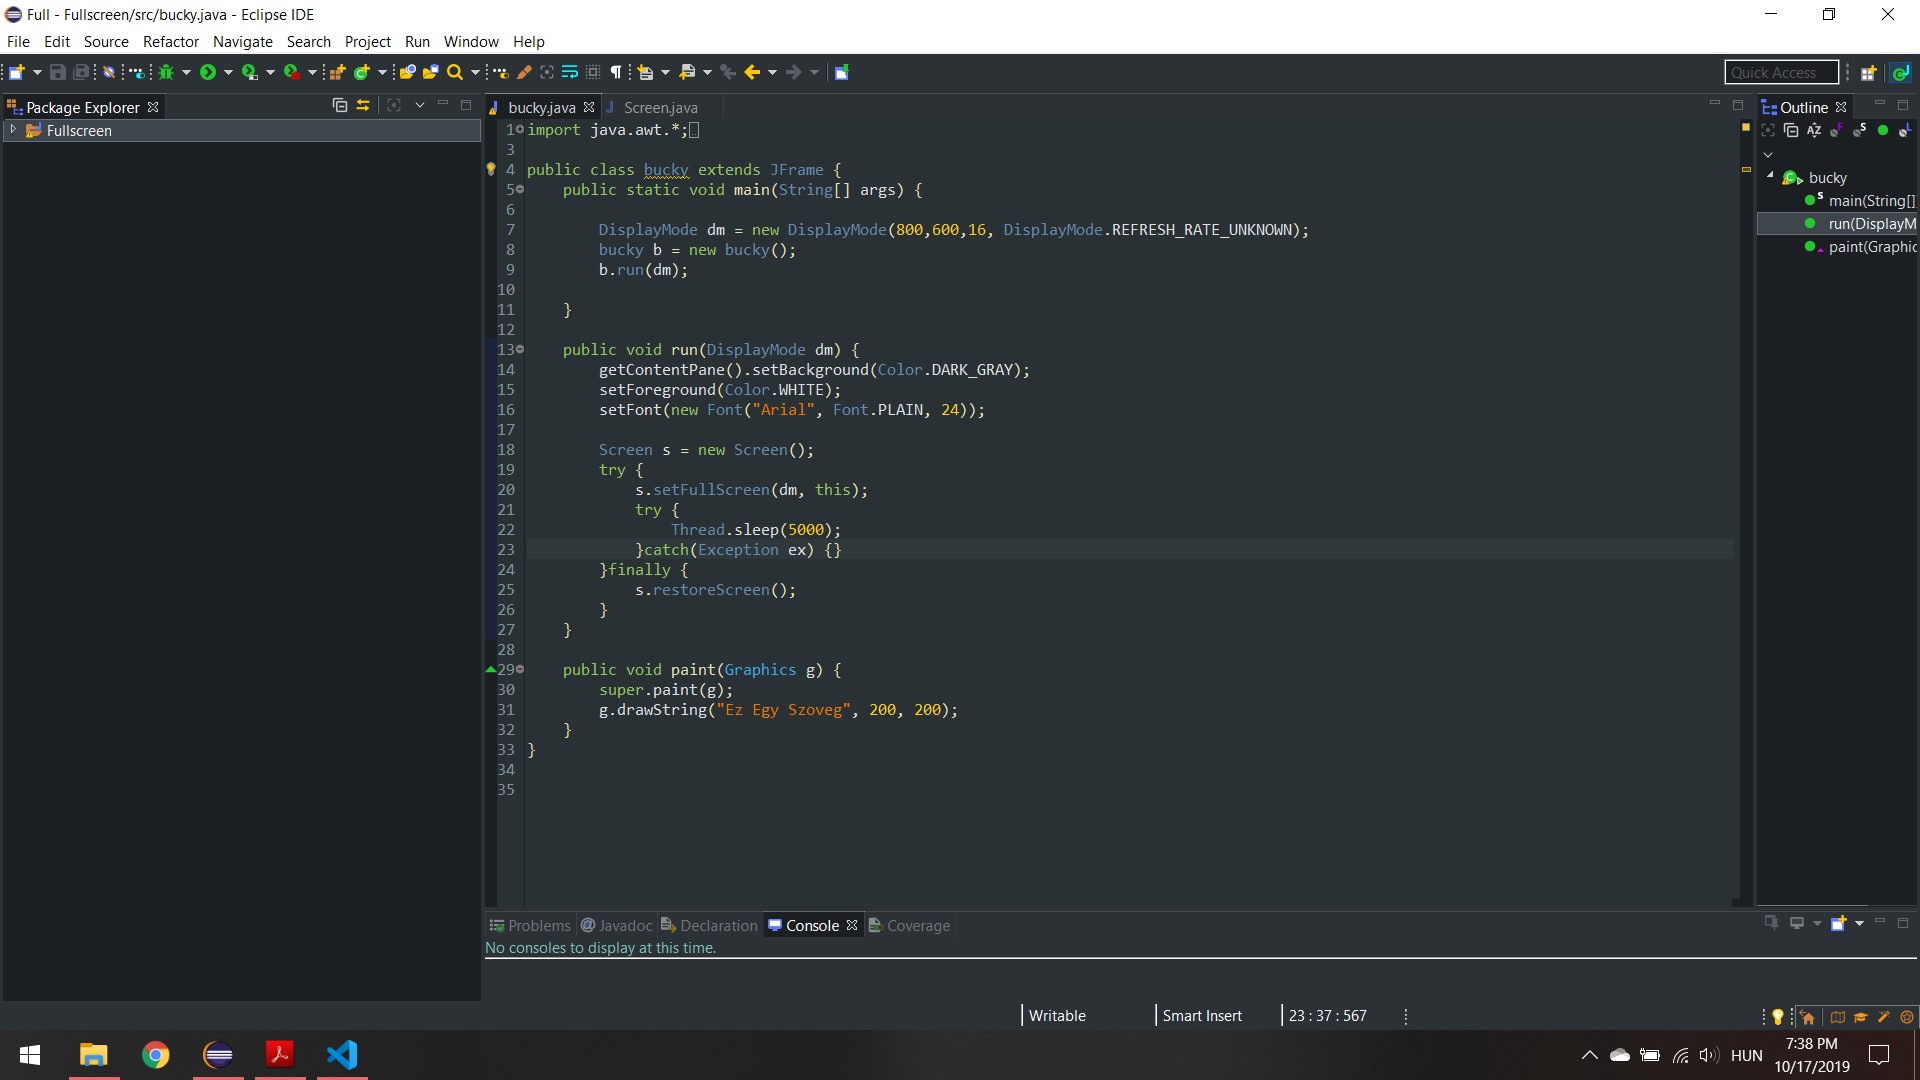 Full - Fullscreen/src/bucky.java - Eclipse IDE
File Edit Source Refactor Navigate Search Project Run Window Help
Quick Access
Package Explorer
Fullscreen
bucky.java Screen.java
1 import java.awt.*;
3
4 public class bucky extends JFrame {
5 public static void main(String[] args) {
6
7 DisplayMode dm = new DisplayMode(800,600,16, DisplayMode.REFRESH_RATE_UNKNOWN);
8 bucky b = new bucky();
9 b.run(dm);
10
11 }
12
13 public void run(DisplayMode dm) {
14 getContentPane().setBackground(Color.DARK_GRAY);
15 setForeground(Color.WHITE);
16 setFont(new Font("Arial", Font.PLAIN, 24));
17
18 Screen s = new Screen();
19 try {
20 s.setFullScreen(dm, this);
21 try {
22 Thread.sleep(5000);
23 }catch(Exception ex) {}
24 }finally {
25 s.restoreScreen();
26 }
27 }
28
29 public void paint(Graphics g) {
30 super.paint(g);
31 g.drawString("Ez Egy Szoveg", 200, 200);
32 }
33 }
34
35
Outline
bucky
main(String[]
run(DisplayM
paint(Graphic
Problems Javadoc Declaration Console Coverage
No consoles to display at this time.
Writable Smart Insert 23 : 37 : 567
HUN
7:38 PM
10/17/2019